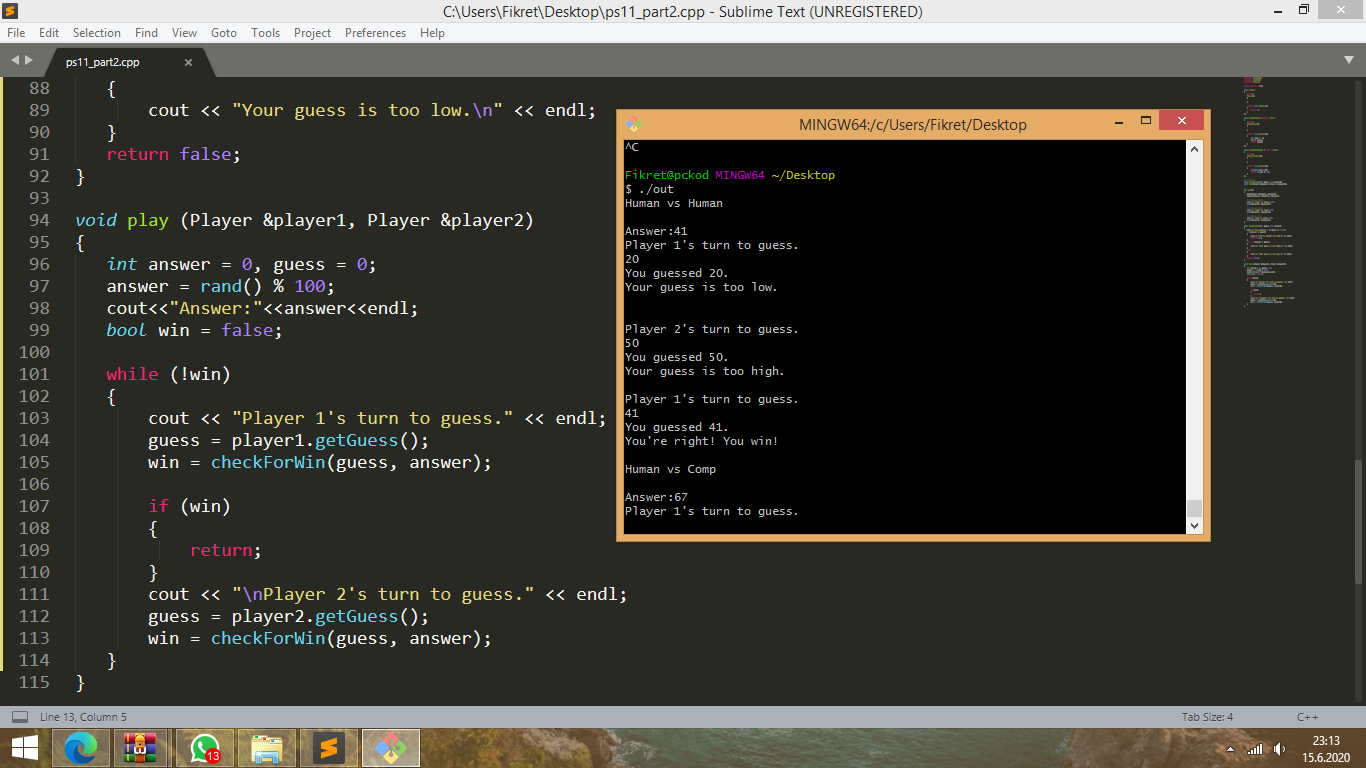 C:\Users\Fikret\Desktop\ps11_part2.cpp - Sublime Text (UNREGISTERED)
File Edit Selection Find View Goto Tools Project Preferences Help
ps11_part2.cpp
88 {
89 cout << "Your guess is too low.\n" << endl;
90 }
91 return false;
92 }
93
94 void play (Player &player1, Player &player2)
95 {
96 int answer = 0, guess = 0;
97 answer = rand() % 100;
98 cout<<"Answer:"<<answer<<endl;
99 bool win = false;
100
101 while (!win)
102 {
103 cout << "Player 1's turn to guess." << endl;
104 guess = player1.getGuess();
105 win = checkForWin(guess, answer);
106
107 if (win)
108 {
109 return;
110 }
111 cout << "\nPlayer 2's turn to guess." << endl;
112 guess = player2.getGuess();
113 win = checkForWin(guess, answer);
114 }
115 }
MINGW64:/c/Users/Fikret/Desktop
^C
Fikret@pckod MINGW64 ~/Desktop
$ ./out
Human vs Human
Answer:41
Player 1's turn to guess.
20
You guessed 20.
Your guess is too low.
Player 2's turn to guess.
50
You guessed 50.
Your guess is too high.
Player 1's turn to guess.
41
You guessed 41.
You're right! You win!
Human vs Comp
Answer:67
Player 1's turn to guess.
Line 13, Column 5
Tab Size: 4
C++
13
23:13
15.6.2020